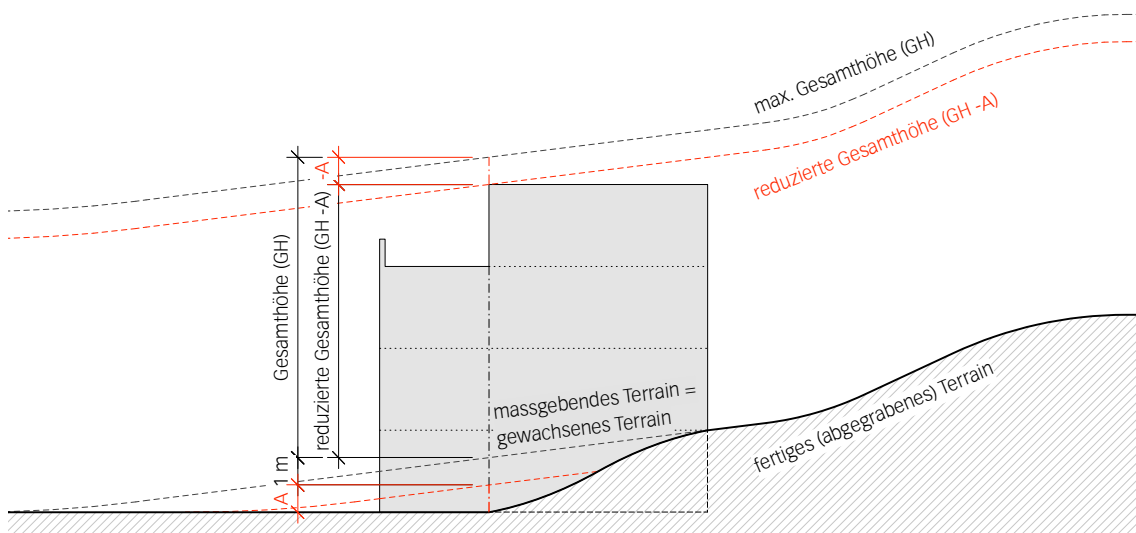 max. Gesamthöhe (GH)
reduzierte Gesamthöhe (GH -A)
-A
Gesamthöhe (GH)
reduzierte Gesamthöhe (GH -A)
massgebendes Terrain =
gewachsenes Terrain
fertiges (abgegrabenes) Terrain
1 m
A